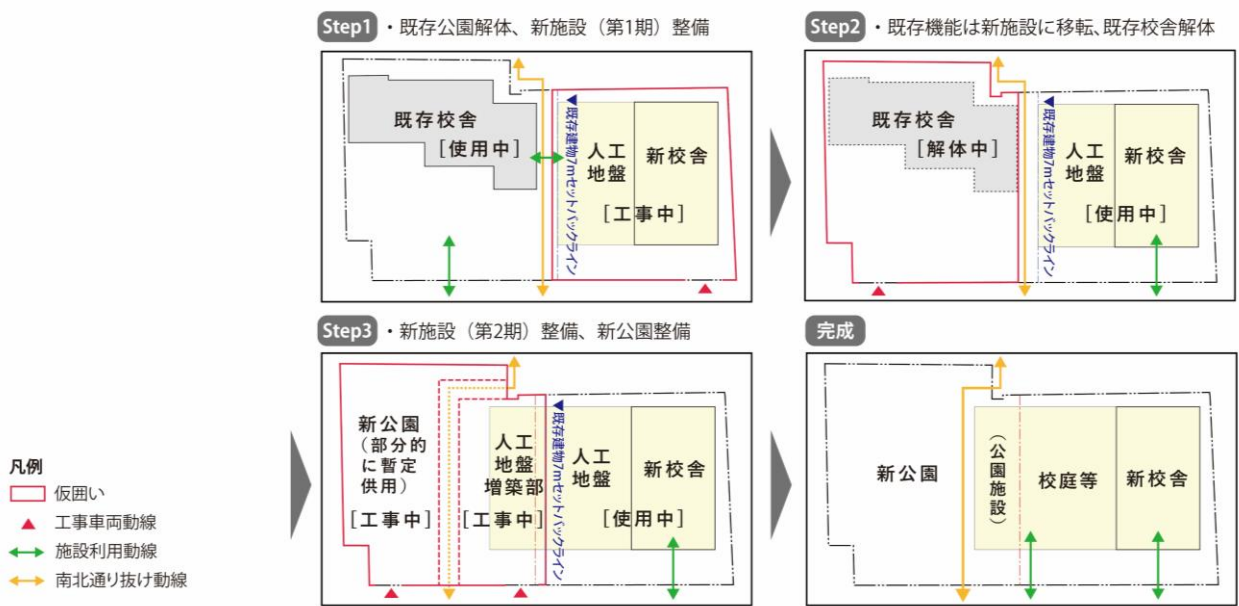 Step1 ・既存公園解体、新施設（第1期）整備
既存校舎
［使用中］
▼既存建物7mセットバックライン
人工
地盤
新校舎
［工事中］
Step2 ・既存機能は新施設に移転、既存校舎解体
既存校舎
［解体中］
▼既存建物7mセットバックライン
人工
地盤
新校舎
［使用中］
Step3 ・新施設（第2期）整備、新公園整備
新公園
（部分的
に暫定
供用）
［工事中］
人工
地盤
増築部
［工事中］
▼既存建物7mセットバックライン
人工
地盤
新校舎
［使用中］
完成
新公園
（公園施設）
校庭等
新校舎
凡例
仮囲い
工事車両動線
施設利用動線
南北通り抜け動線